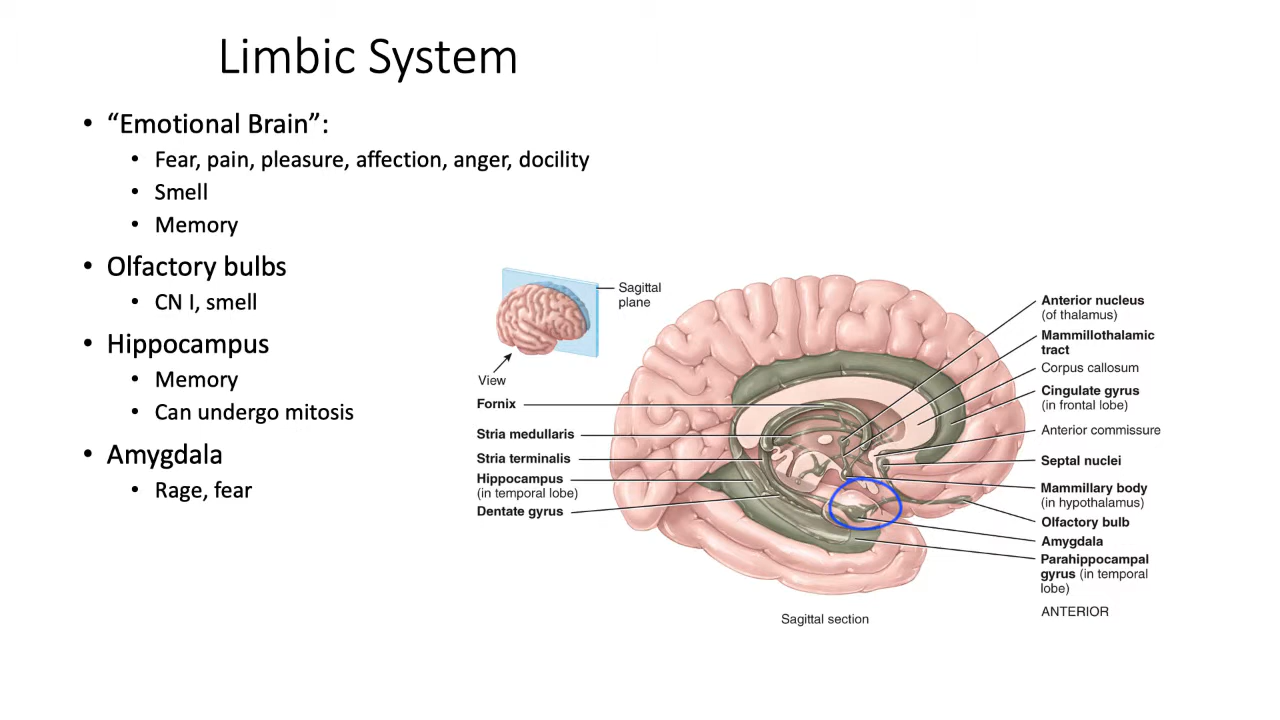 Limbic System
• “Emotional Brain”:
• Fear, pain, pleasure, affection, anger, docility
• Smell
• Memory
• Olfactory bulbs
• CN I, smell
• Hippocampus
• Memory
• Can undergo mitosis
• Amygdala
• Rage, fear
Sagittal
plane
View
Fornix
Stria medullaris
Stria terminalis
Hippocampus
(in temporal lobe)
Dentate gyrus
Anterior nucleus
(of thalamus)
Mammillothalamic
tract
Corpus callosum
Cingulate gyrus
(in frontal lobe)
Anterior commissure
Septal nuclei
Mammillary body
(in hypothalamus)
Olfactory bulb
Amygdala
Parahippocampal
gyrus (in temporal
lobe)
ANTERIOR
Sagittal section